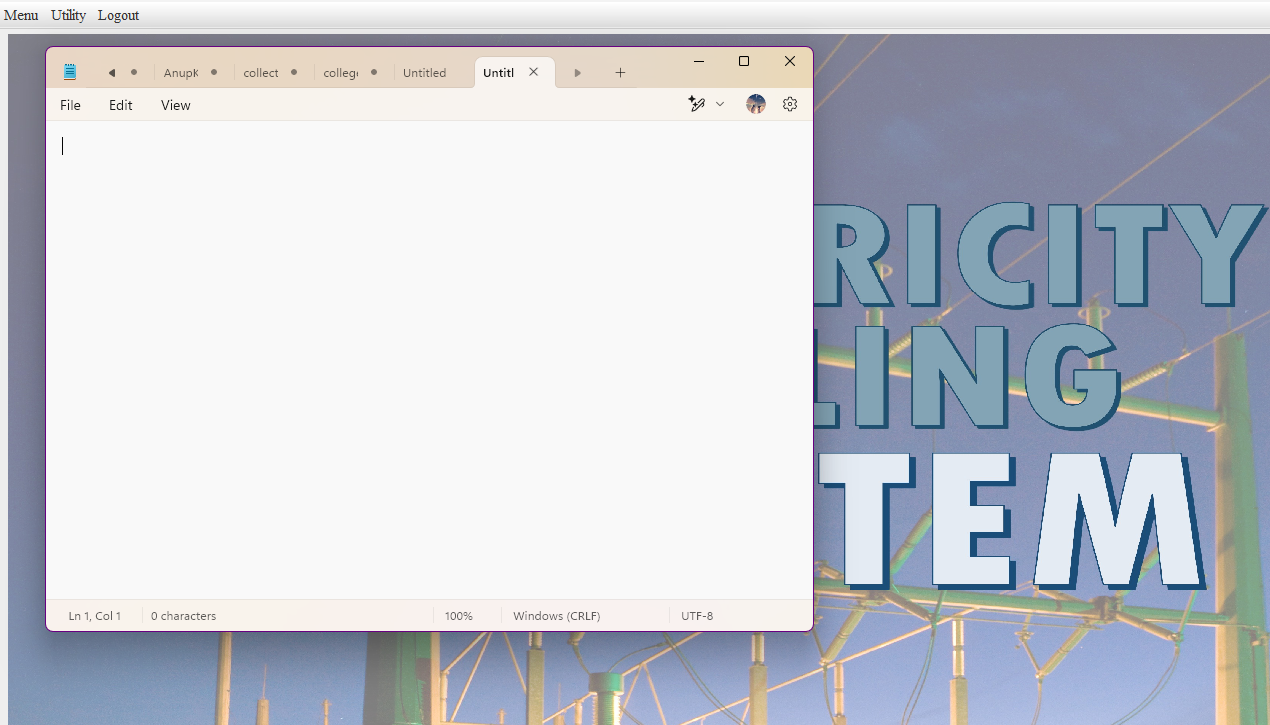 Menu Utility Logout
Anupk collect colleg Untitled Untitl
File Edit View
RICITY
LING
TEM
Ln 1, Col 1 0 characters 100% Windows (CRLF) UTF-8